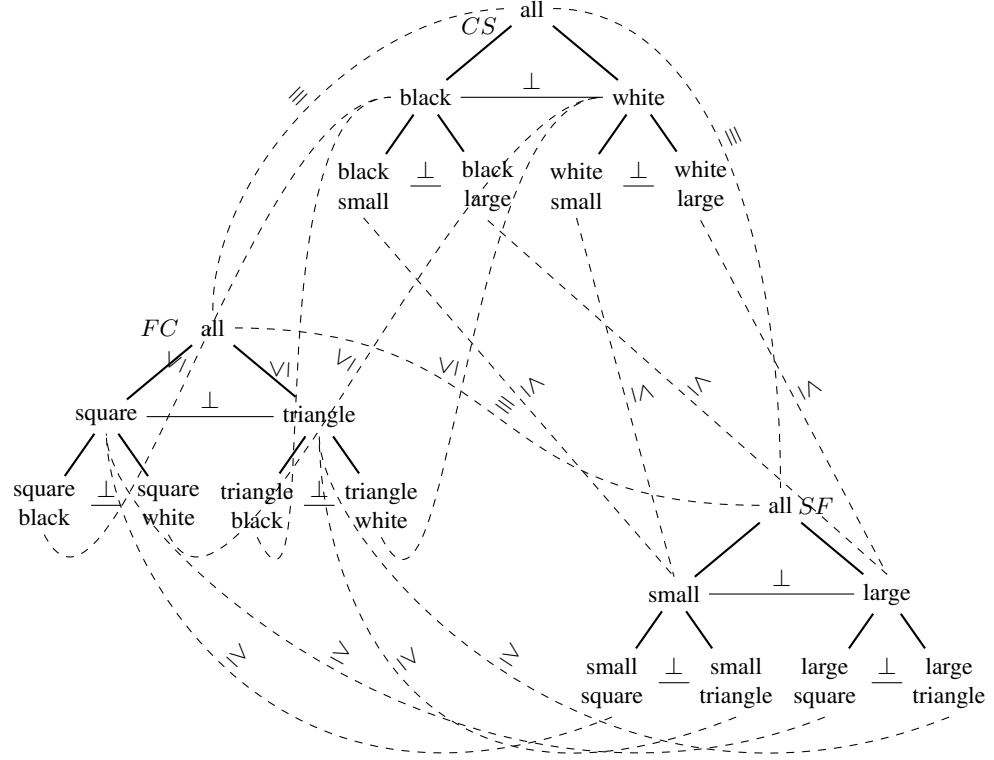 all
CS
≡
⊥
black
white
≡
black
small
⊥
black
large
white
small
⊥
white
large
FC
all
≤
≤
≤
≤
≤
≤
≤
≤
≡
square
⊥
triangle
square
black
⊥
square
white
triangle
black
⊥
triangle
white
all SF
small
⊥
large
≥
≥
≥
≥
small
square
⊥
small
triangle
large
square
⊥
large
triangle